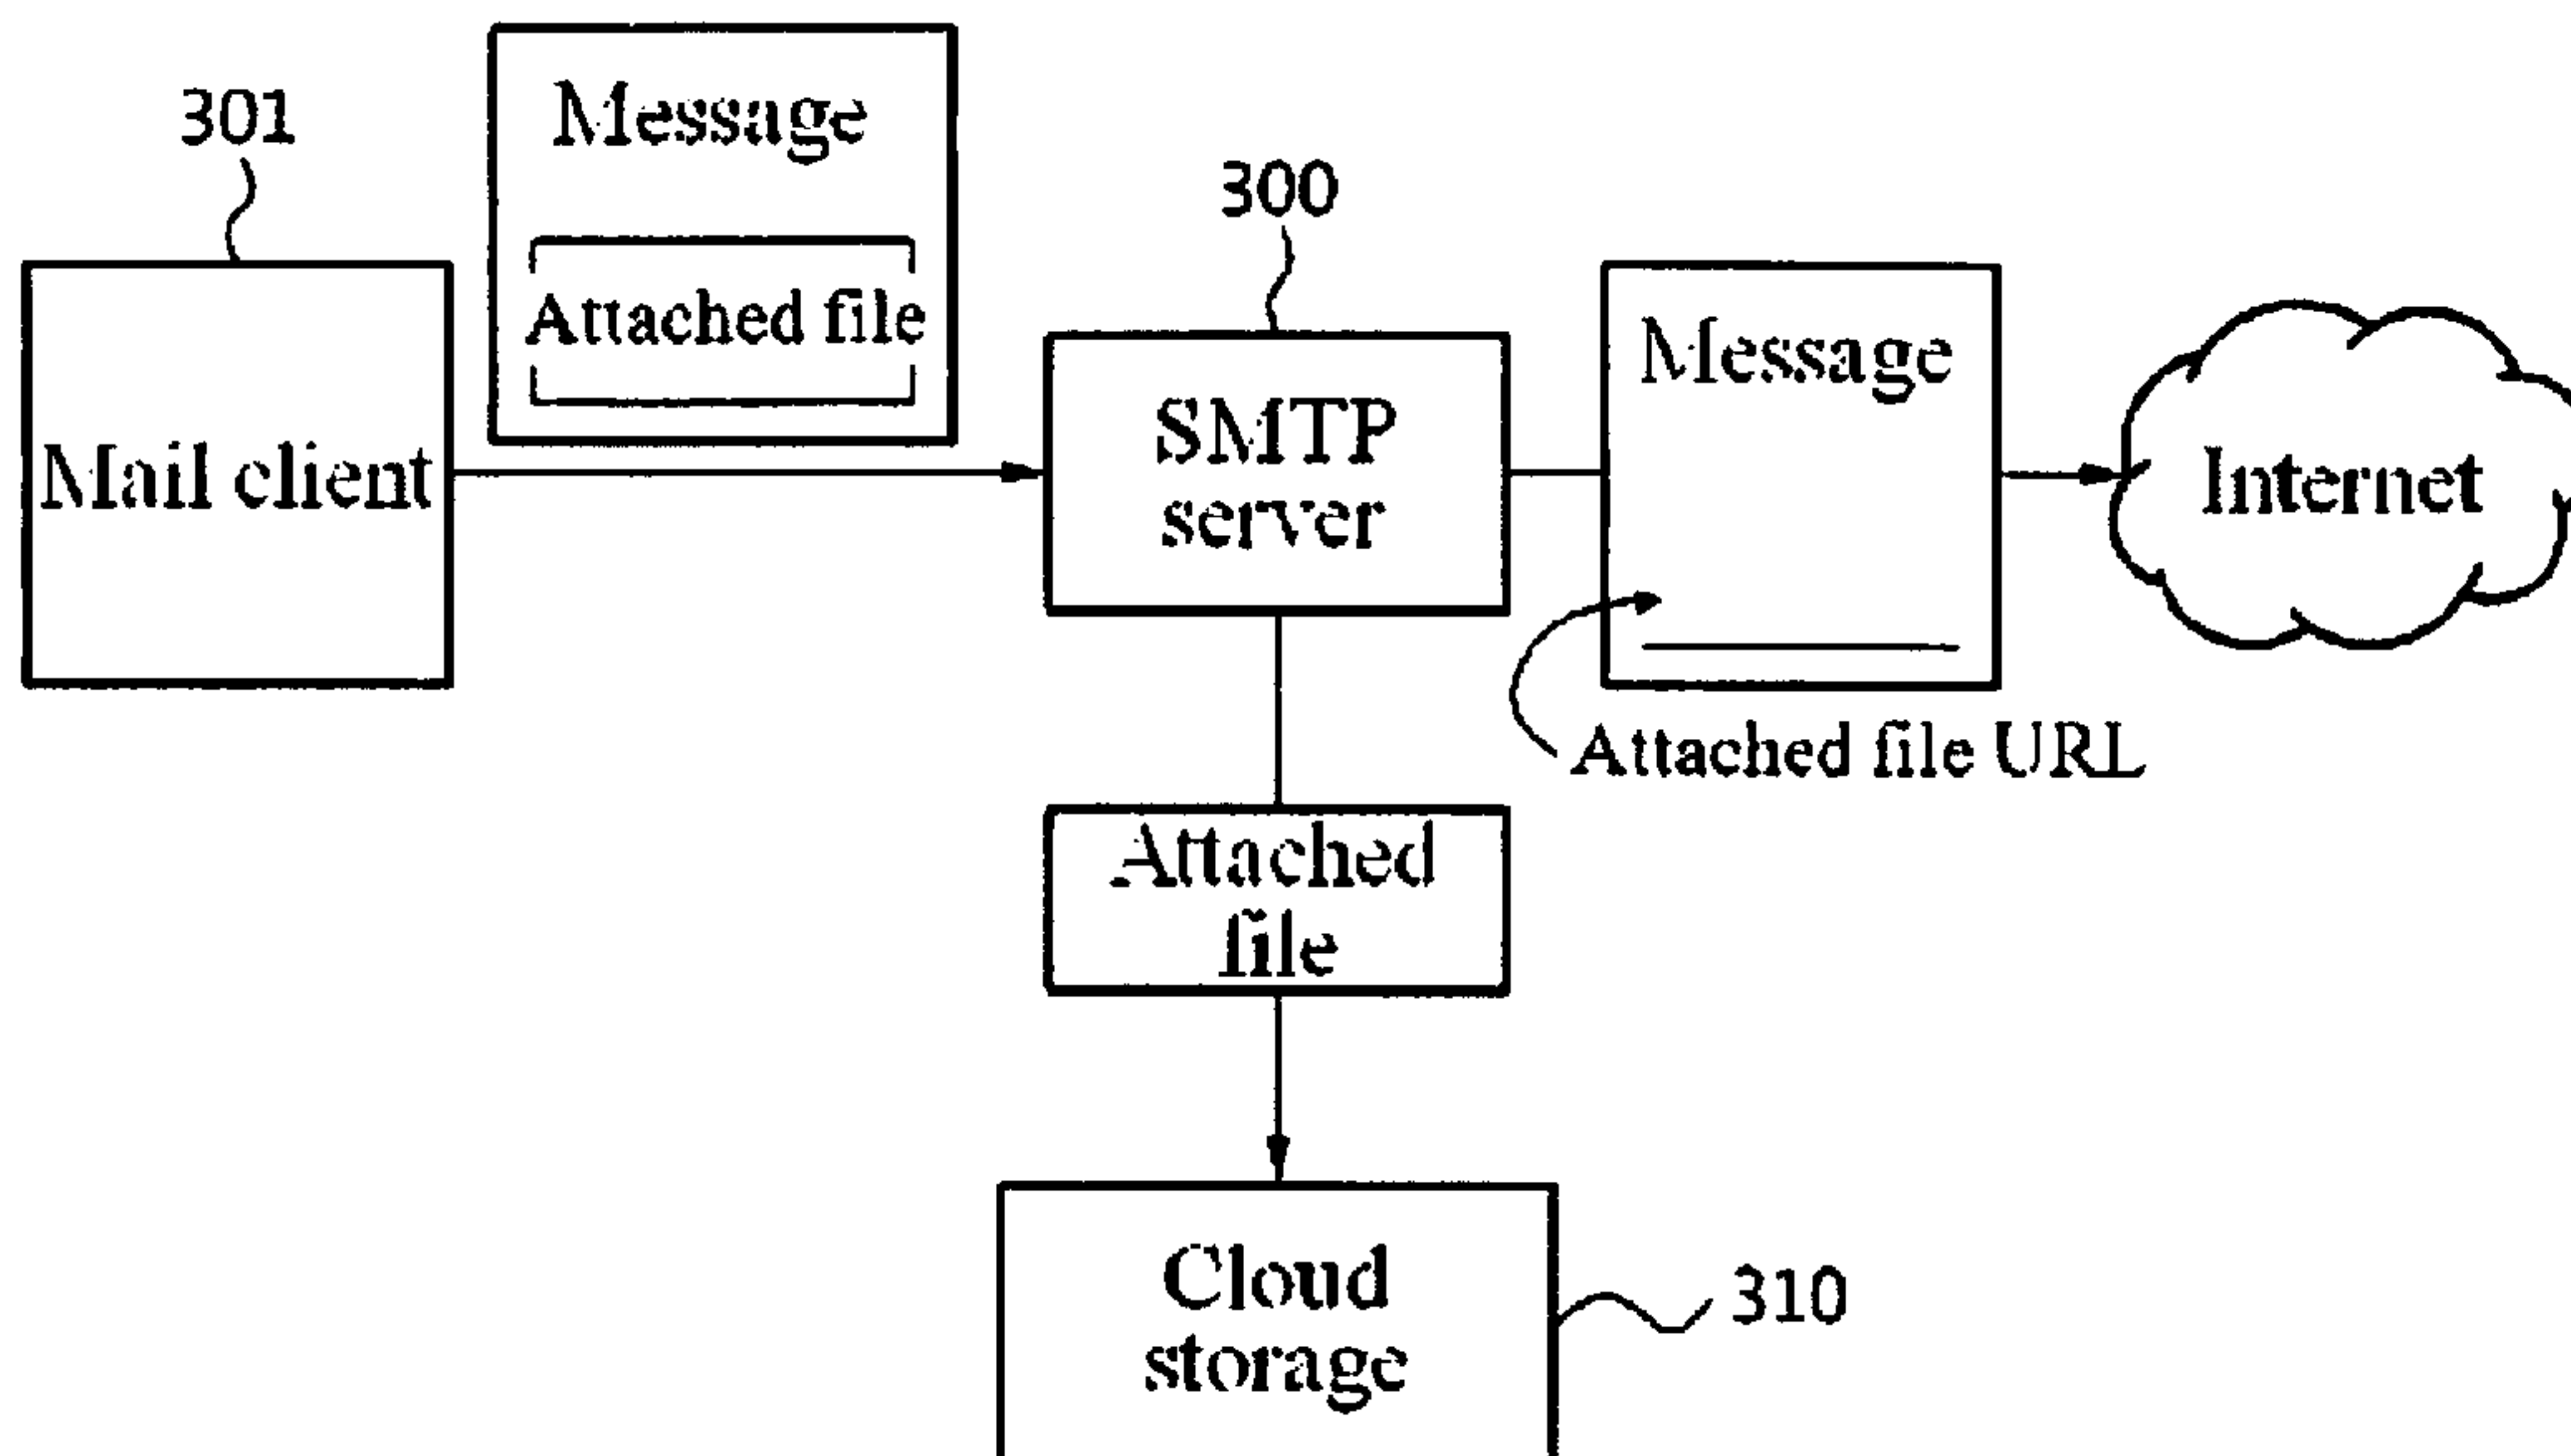 301
Message
Attached file
300
Mail client
SMTP
server
Message
Internet
Attached file URL
Attached
file
Cloud
storage
310